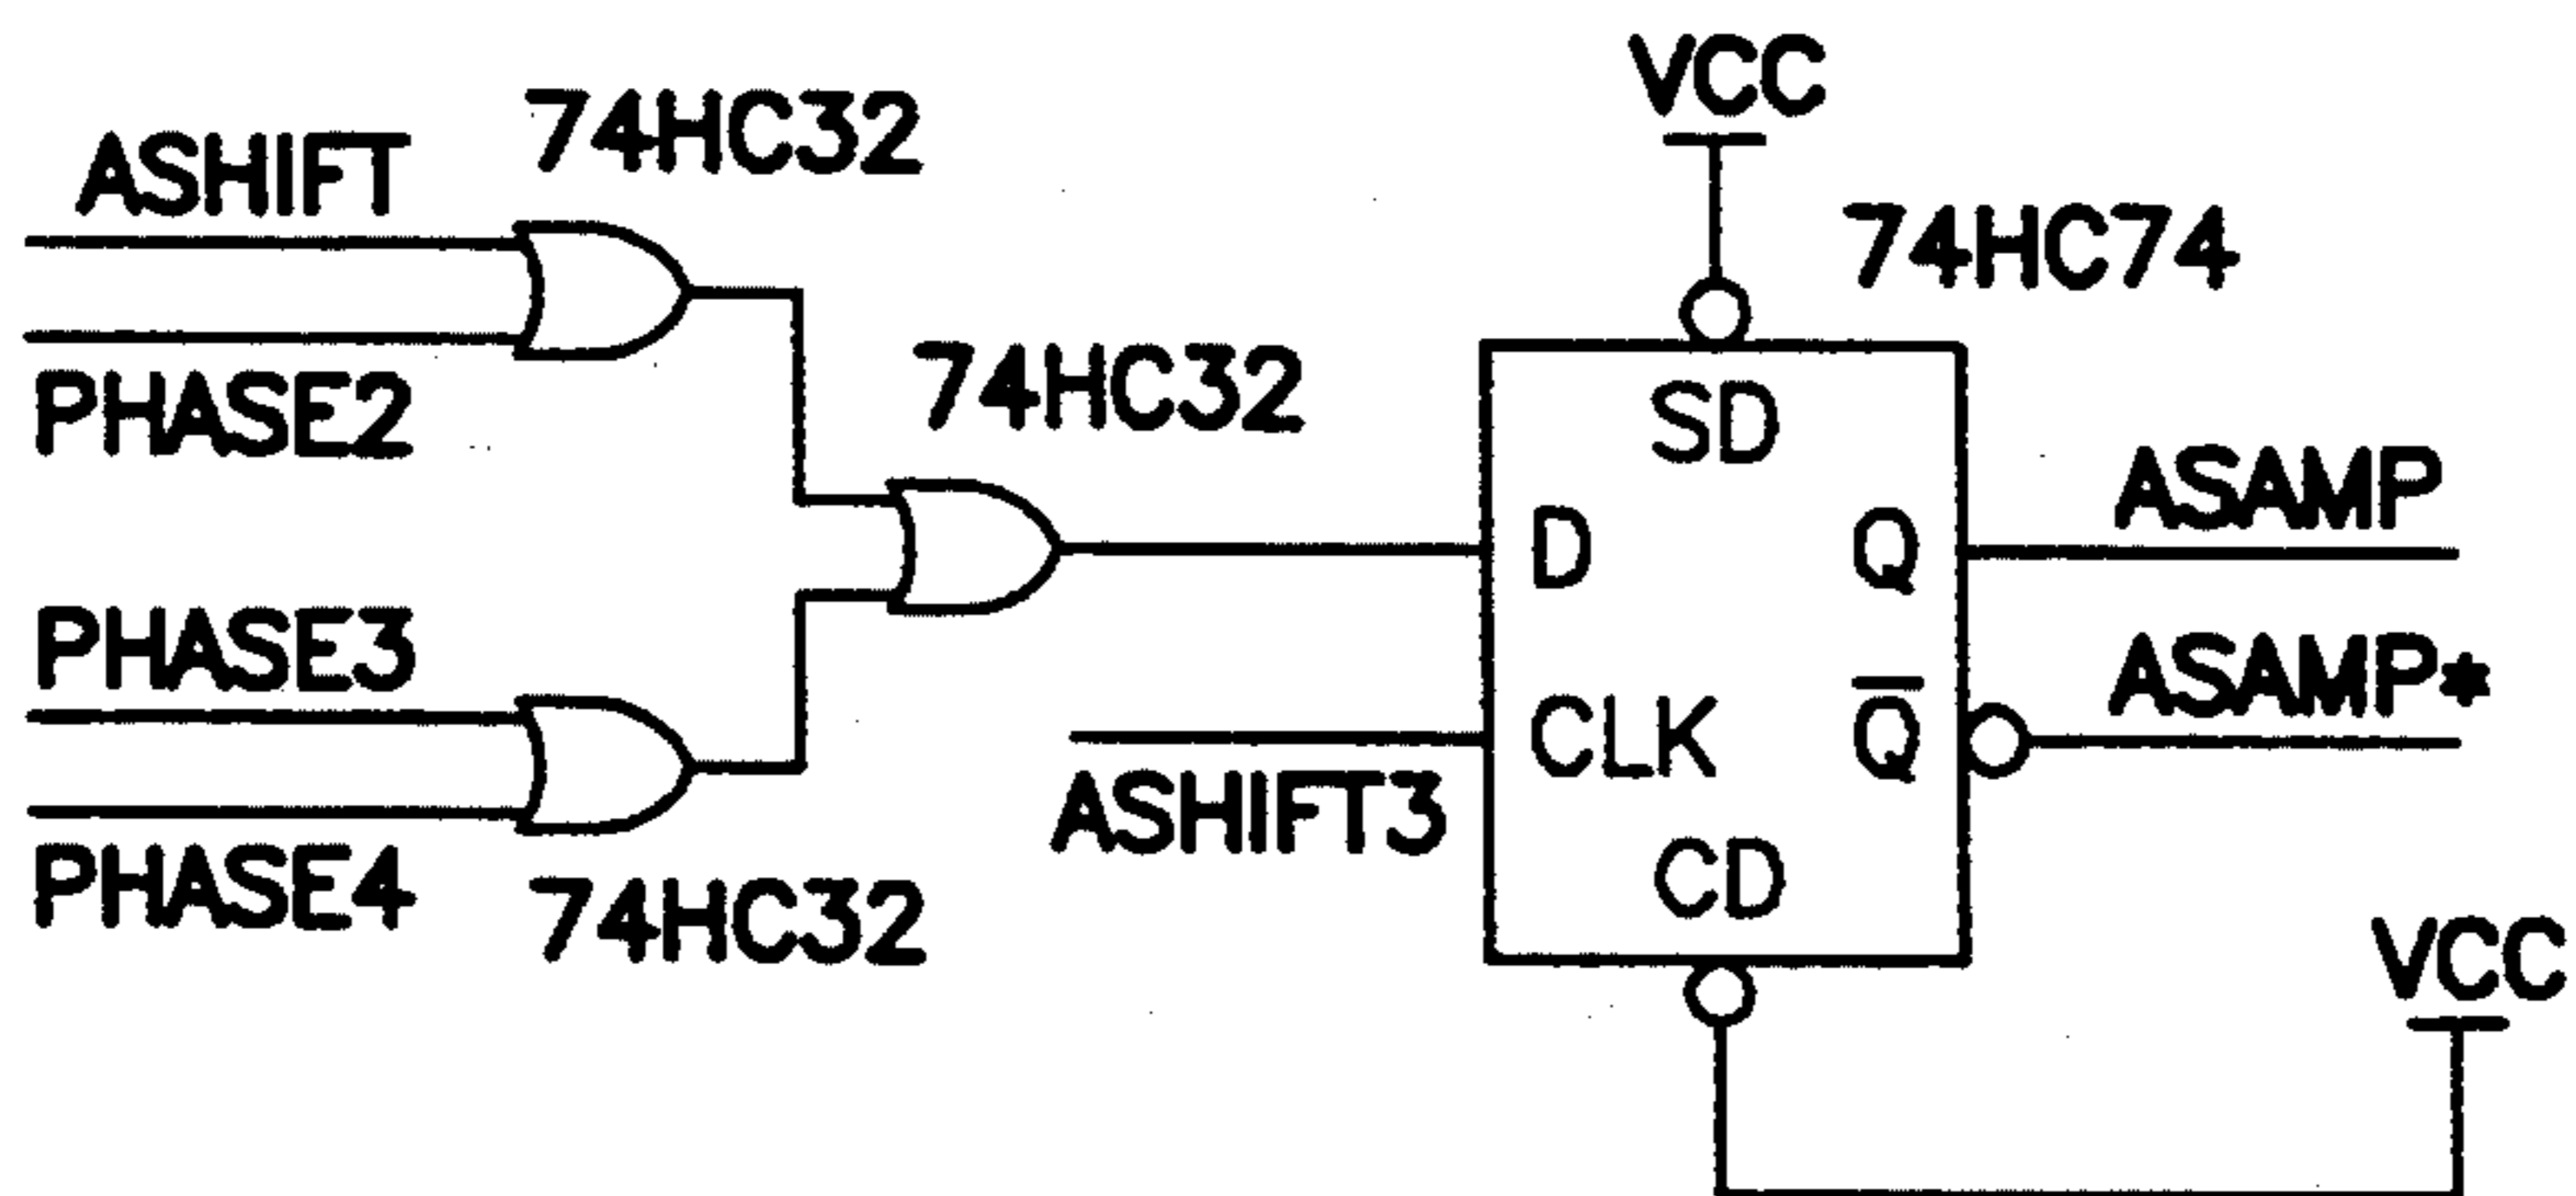 VCC
74HC32
ASHIFT
74HC74
PHASE2
74HC32
SD
ASAMP
D
Q
PHASE3
ASAMP*
CLK
Q̅
ASHIFT3
PHASE4
CD
74HC32
VCC